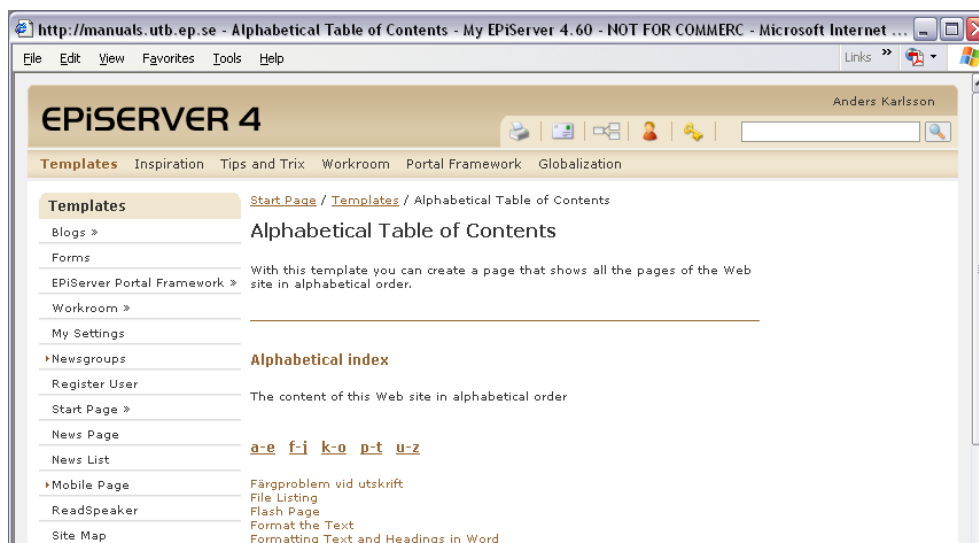 http://manuals.utb.ep.se - Alphabetical Table of Contents - My EPiServer 4.60 - NOT FOR COMMERC - Microsoft Internet ...
File Edit View Favorites Tools Help Links »
Anders Karlsson
EPiSERVER 4
Templates Inspiration Tips and Trix Workroom Portal Framework Globalization
Templates
Blogs »
Forms
EPiServer Portal Framework »
Workroom »
My Settings
Newsgroups
Register User
Start Page »
News Page
News List
Mobile Page
ReadSpeaker
Site Map
Start Page / Templates / Alphabetical Table of Contents
Alphabetical Table of Contents
With this template you can create a page that shows all the pages of the Web
site in alphabetical order.
Alphabetical index
The content of this Web site in alphabetical order
a-e f-j k-o p-t u-z
Färgproblem vid utskrift
File Listing
Flash Page
Format the Text
Formatting Text and Headings in Word